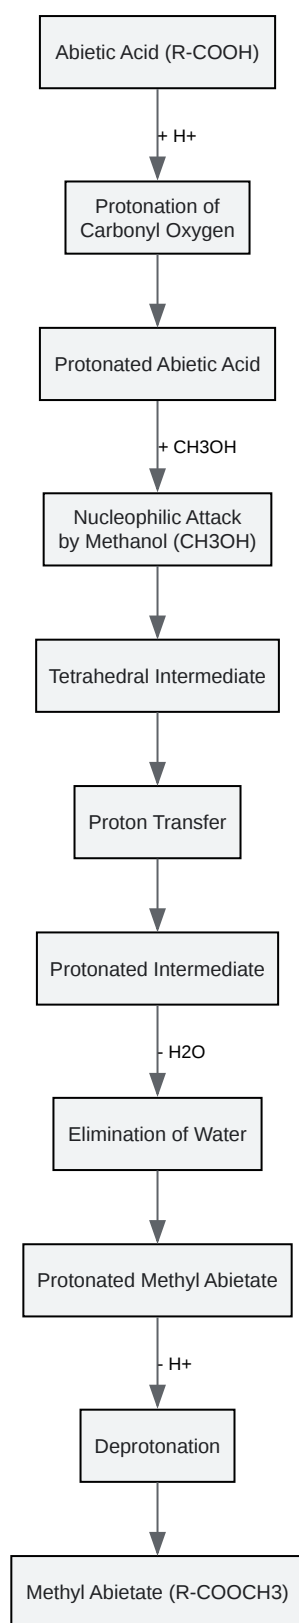 Abietic Acid (R-COOH)
+ H+
Protonation of
Carbonyl Oxygen
Protonated Abietic Acid
+ CH3OH
Nucleophilic Attack
by Methanol (CH3OH)
Tetrahedral Intermediate
Proton Transfer
Protonated Intermediate
- H2O
Elimination of Water
Protonated Methyl Abietate
- H+
Deprotonation
Methyl Abietate (R-COOCH3)